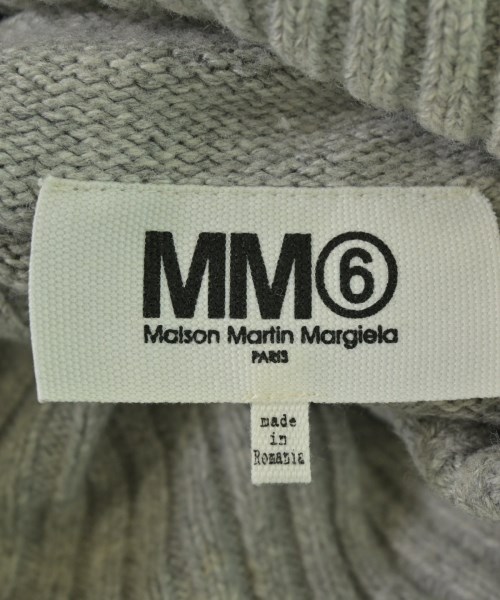 MM⑥
Maison Martin Margiela
PARIS
made
in
Romania